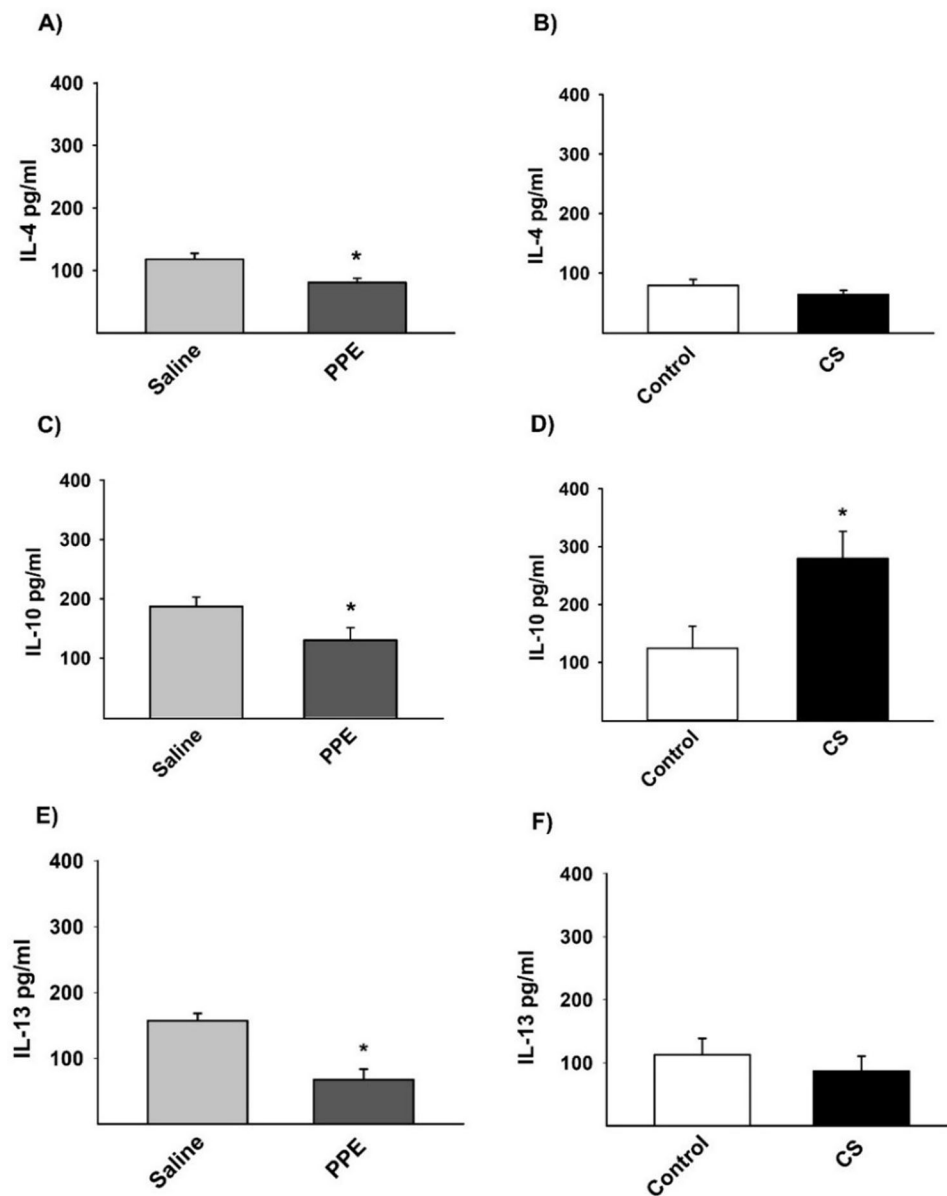 A)
400
300
200
100
IL-4 pg/ml
*
Saline
PPE
B)
400
300
200
100
IL-4 pg/ml
Control
CS
C)
400
300
200
100
IL-10 pg/ml
*
Saline
PPE
D)
400
300
200
100
IL-10 pg/ml
*
Control
CS
E)
400
300
200
100
IL-13 pg/ml
*
Saline
PPE
F)
400
300
200
100
IL-13 pg/ml
Control
CS